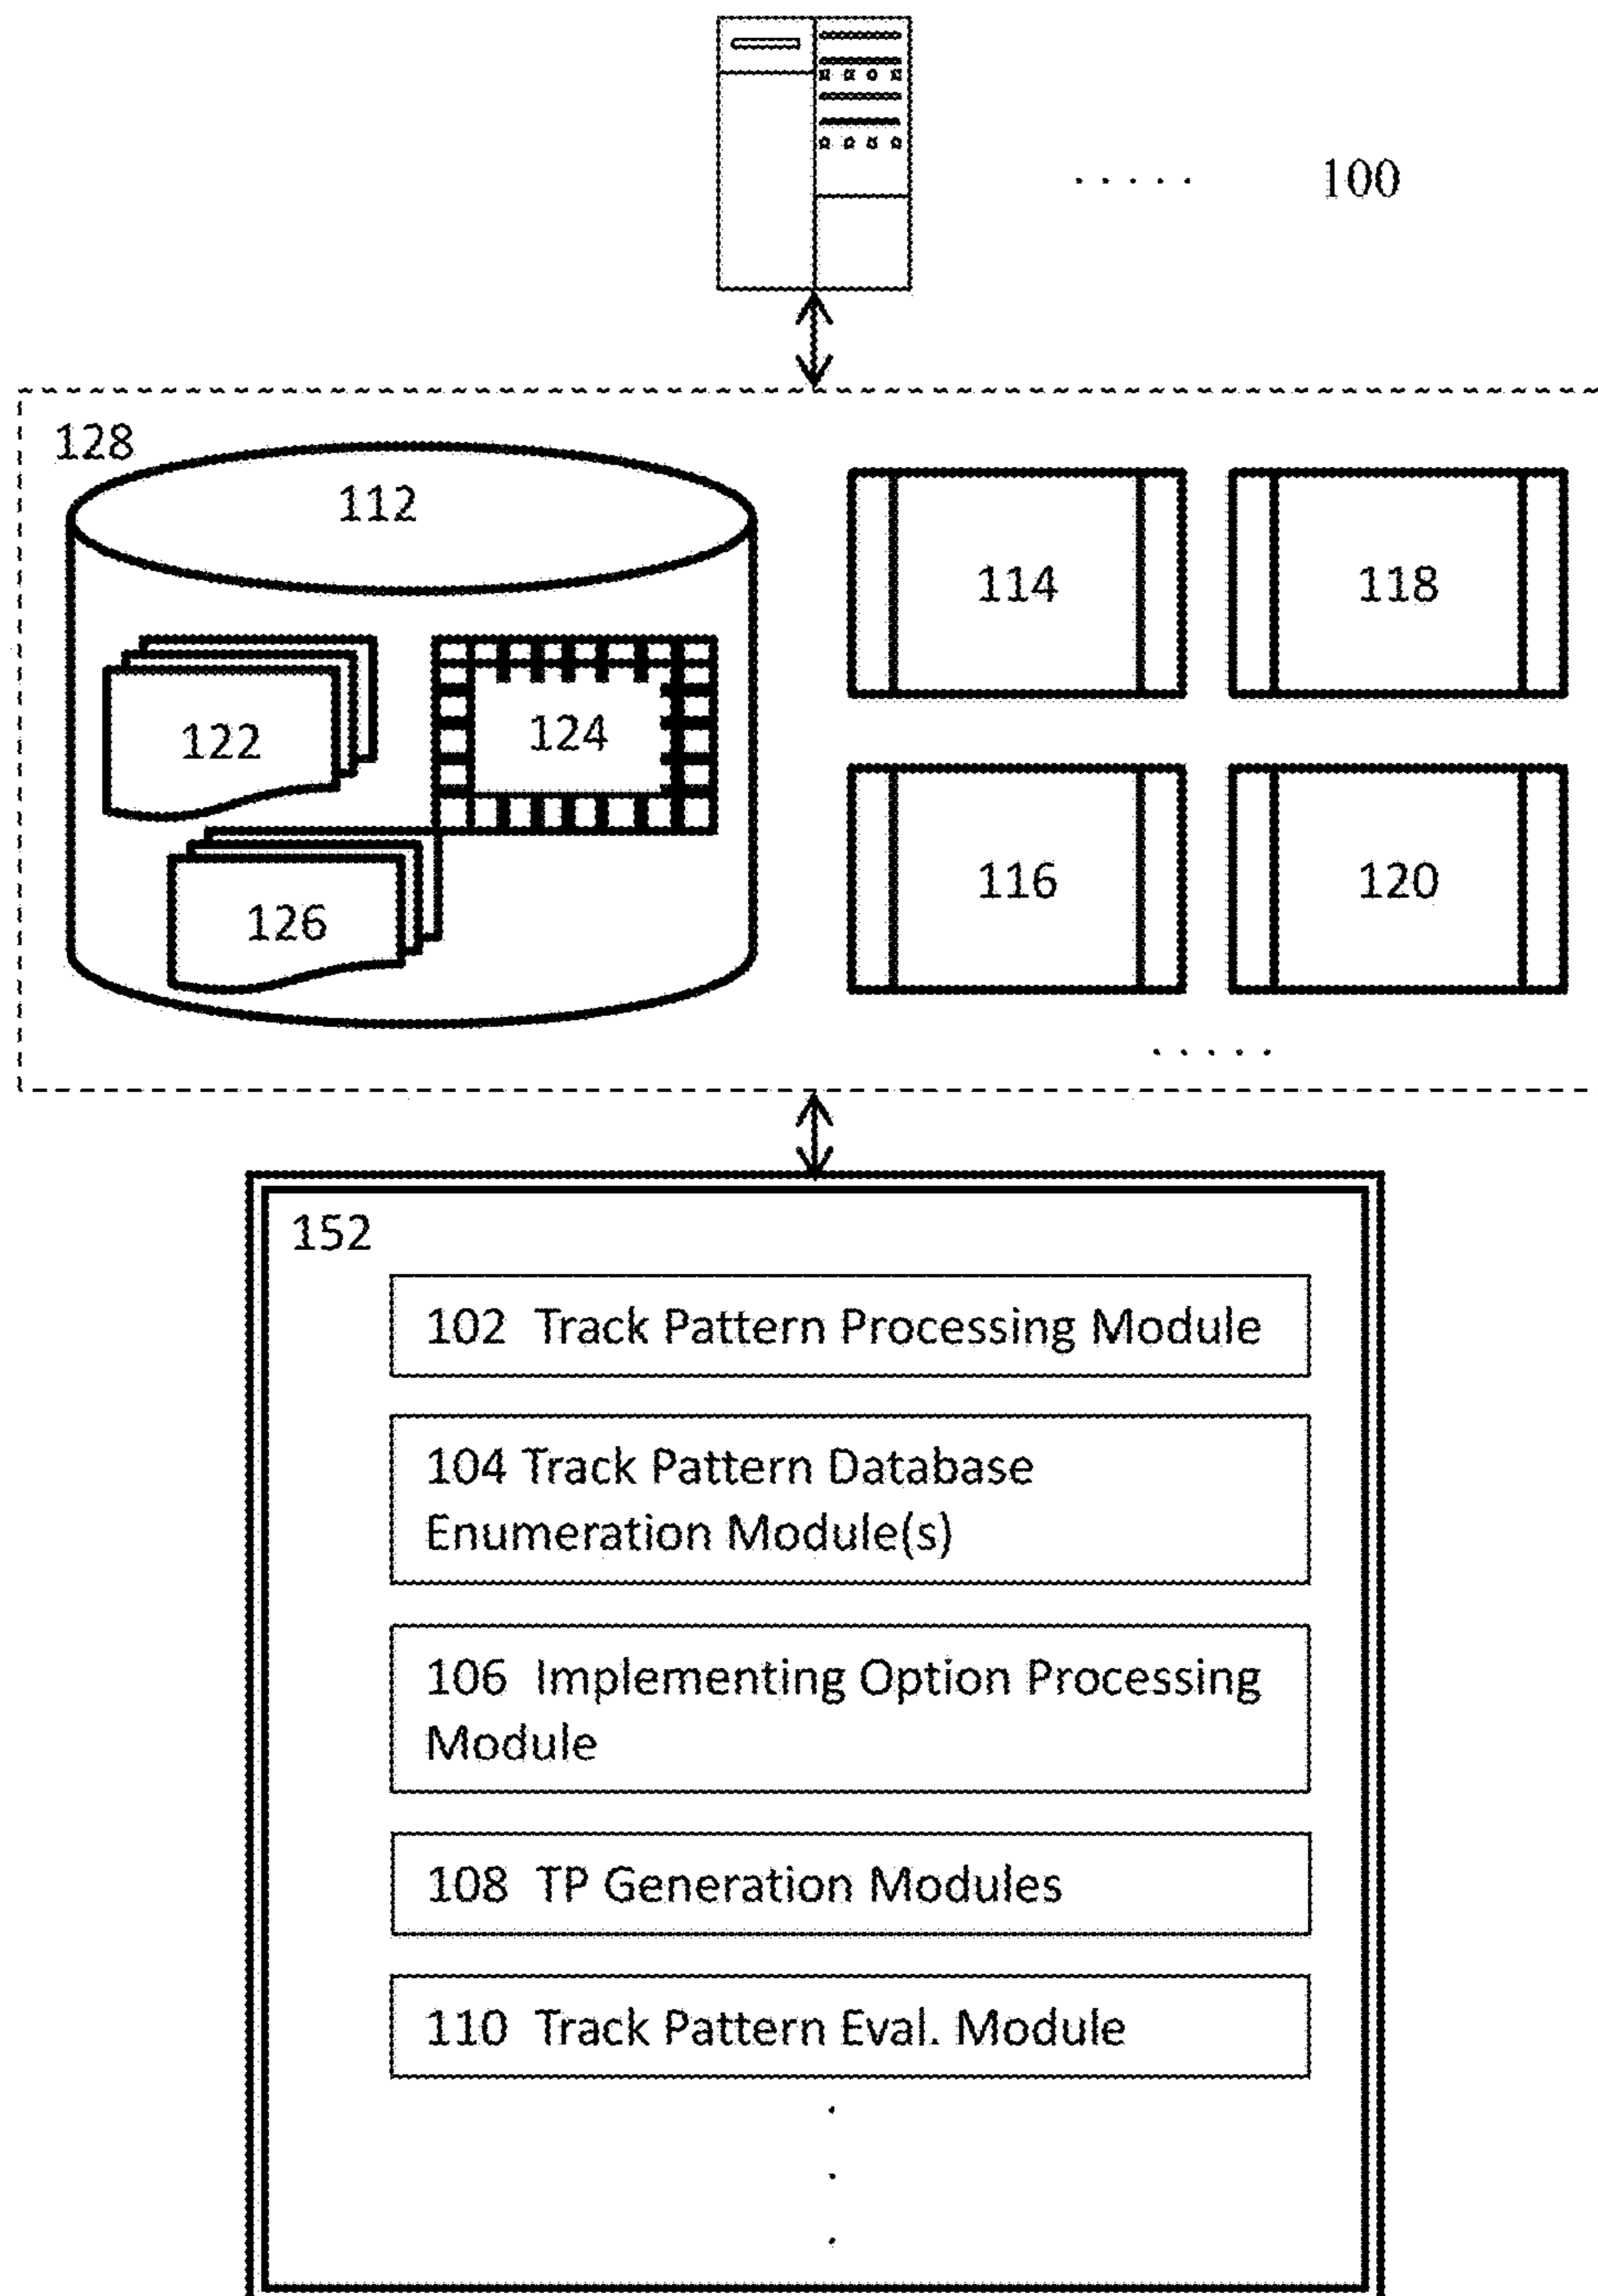 100
128
112
114
118
122
124
116
120
126
152
102 Track Pattern Processing Module
104 Track Pattern Database
Enumeration Module(s)
106 Implementing Option Processing
Module
108 TP Generation Modules
110 Track Pattern Eval. Module